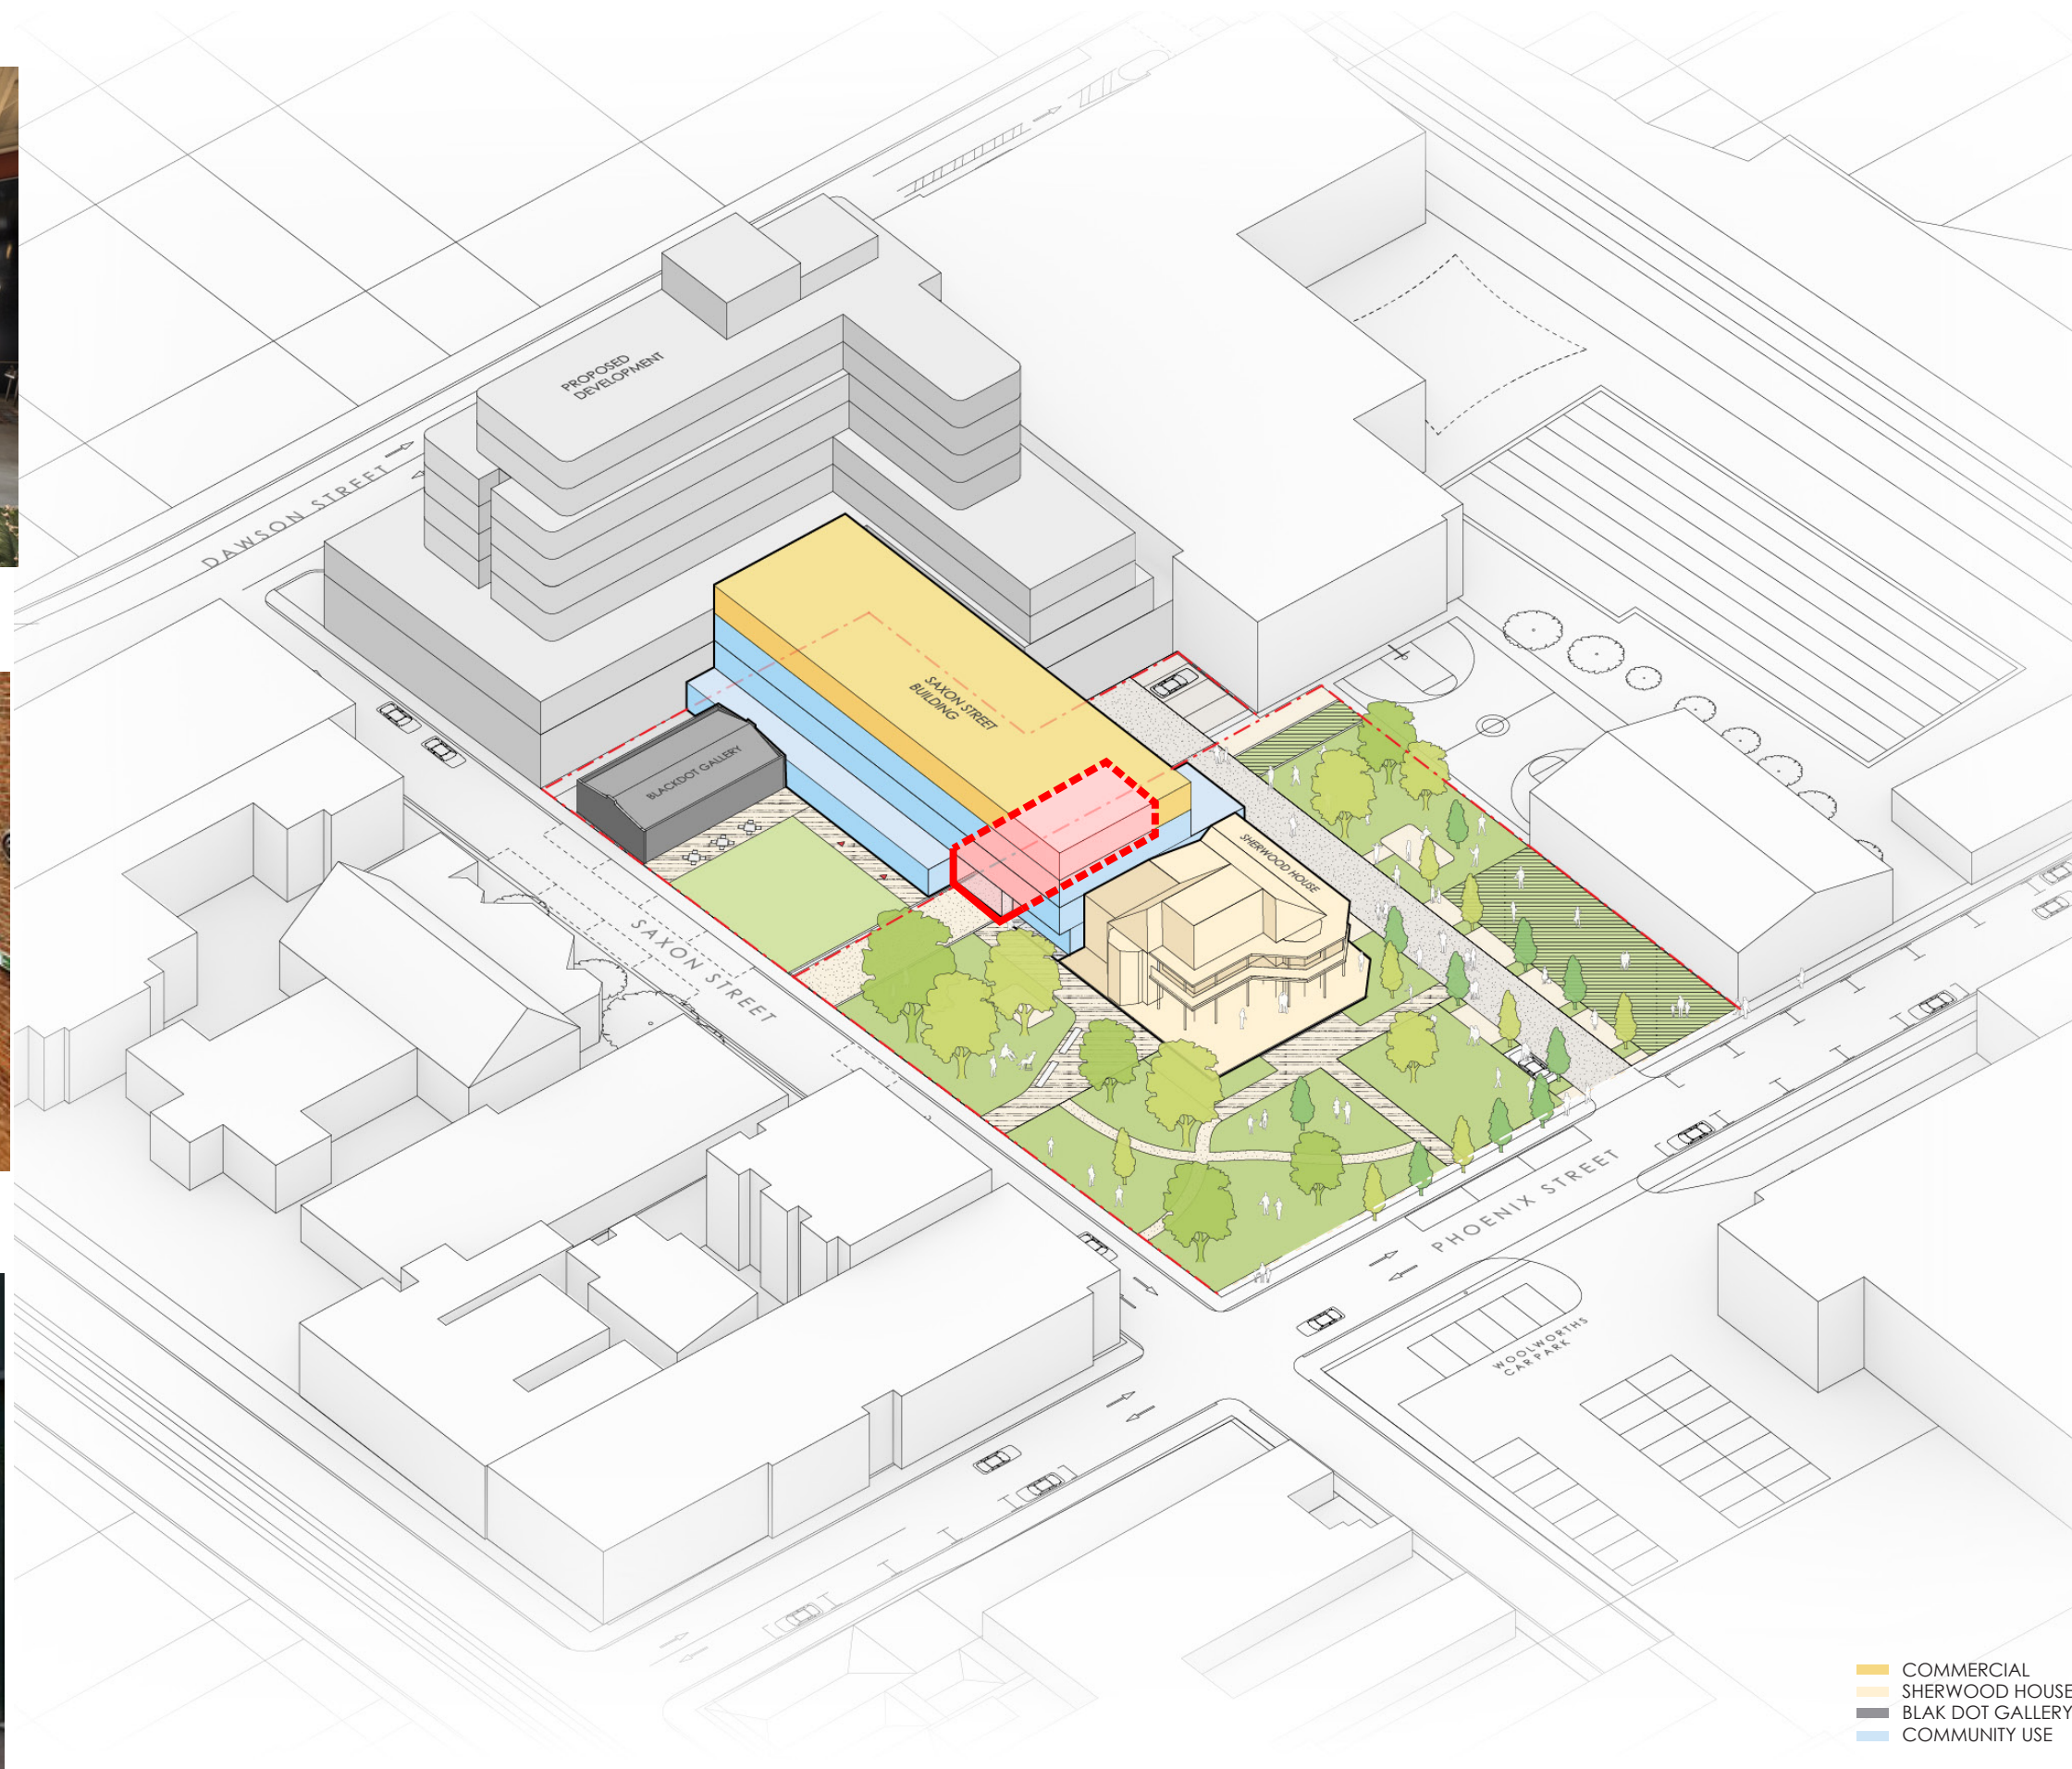 PROPOSED
DEVELOPMENT
DAWSON STREET
SAXON STREET
BUILDING
BLACKDOT GALLERY
SHERWOOD HOUSE
SAXON STREET
PHOENIX STREET
WOOLWORTHS
CAR PARK
COMMERCIAL
SHERWOOD HOUSE
BLAK DOT GALLERY
COMMUNITY USE